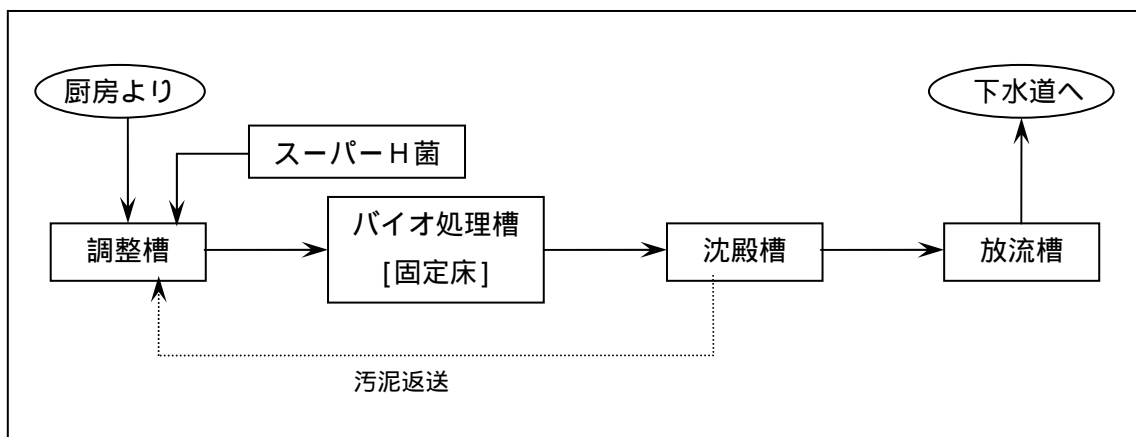 厨房より
下水道へ
スーパーＨ菌
調整槽
バイオ処理槽
[固定床]
沈殿槽
放流槽
汚泥返送